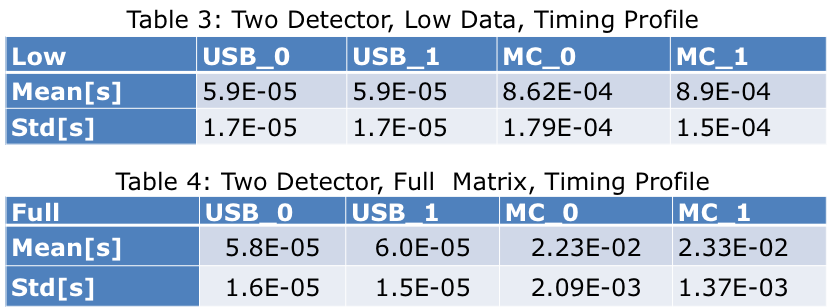 Table 3: Two Detector, Low Data, Timing Profile
Low USB_0 USB_1 MC_0 MC_1
Mean[s] 5.9E-05 5.9E-05 8.62E-04 8.9E-04
Std[s] 1.7E-05 1.7E-05 1.79E-04 1.5E-04
Table 4: Two Detector, Full Matrix, Timing Profile
Full USB_0 USB_1 MC_0 MC_1
Mean[s] 5.8E-05 6.0E-05 2.23E-02 2.33E-02
Std[s] 1.6E-05 1.5E-05 2.09E-03 1.37E-03